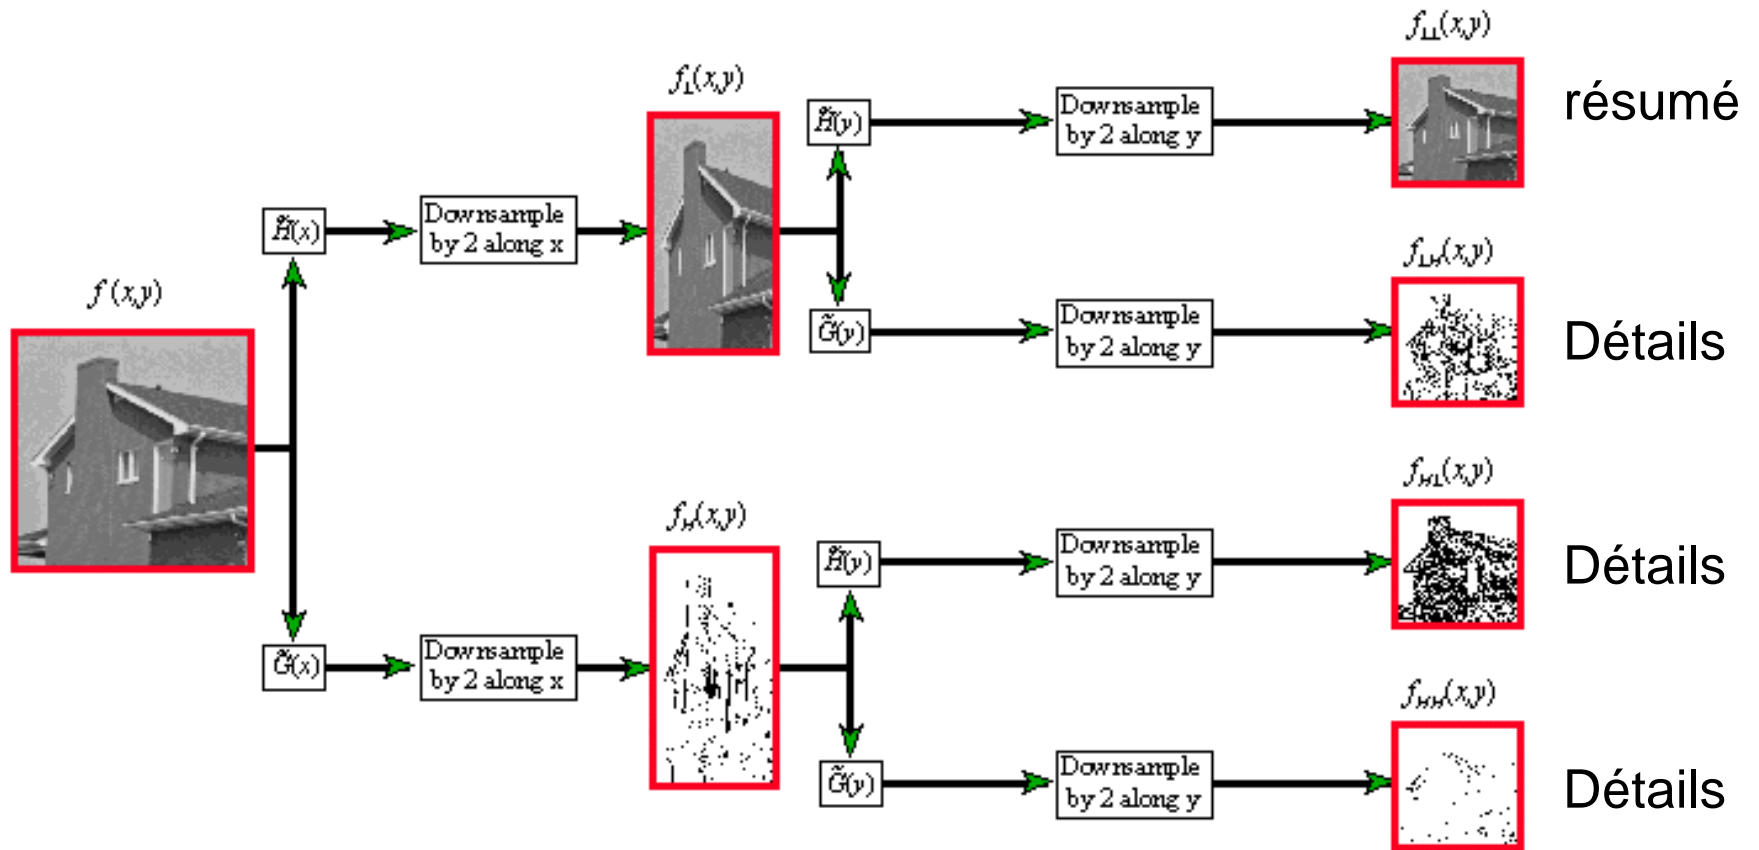 f_LL(x,y)
résumé
f_L(x,y)
H̃(y)
Downsample
by 2 along y
H̃(x)
Downsample
by 2 along x
f_LH(x,y)
f(x,y)
G̃(y)
Downsample
by 2 along y
Détails
f_HL(x,y)
f_H(x,y)
H̃(y)
Downsample
by 2 along y
Détails
G̃(x)
Downsample
by 2 along x
f_HH(x,y)
G̃(y)
Downsample
by 2 along y
Détails